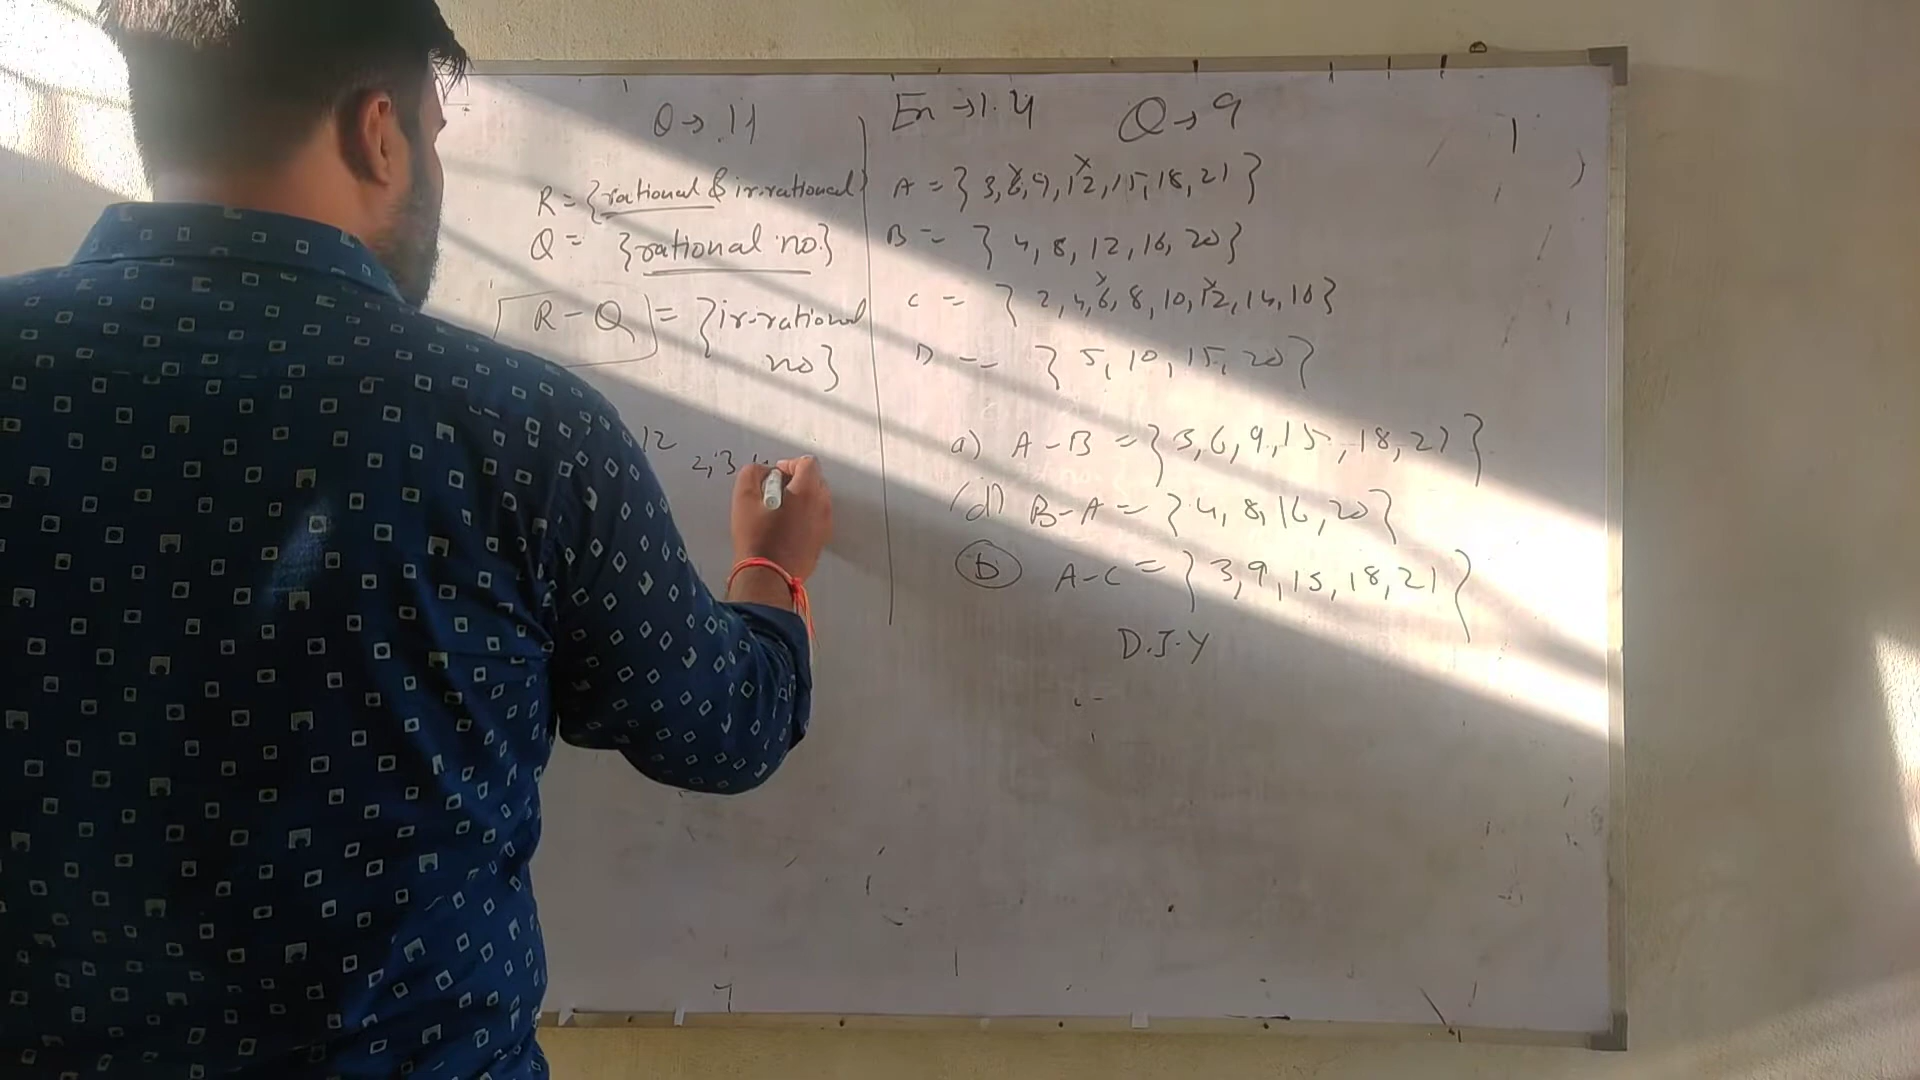 Q → 11
R = {rational & ir-rational}
Q = {rational no.}
R - Q = {ir-rational
no}
12
2, 3
Ex → 1.4 Q → 9
A = {3, 6, 9, 12, 15, 18, 21}
B = {4, 8, 12, 16, 20}
C = {2, 4, 6, 8, 10, 12, 14, 16}
D = {5, 10, 15, 20}
a) A - B = {3, 6, 9, 15, 18, 21}
(d) B - A = {4, 8, 16, 20}
(b) A - C = {3, 9, 15, 18, 21}
D.I.Y